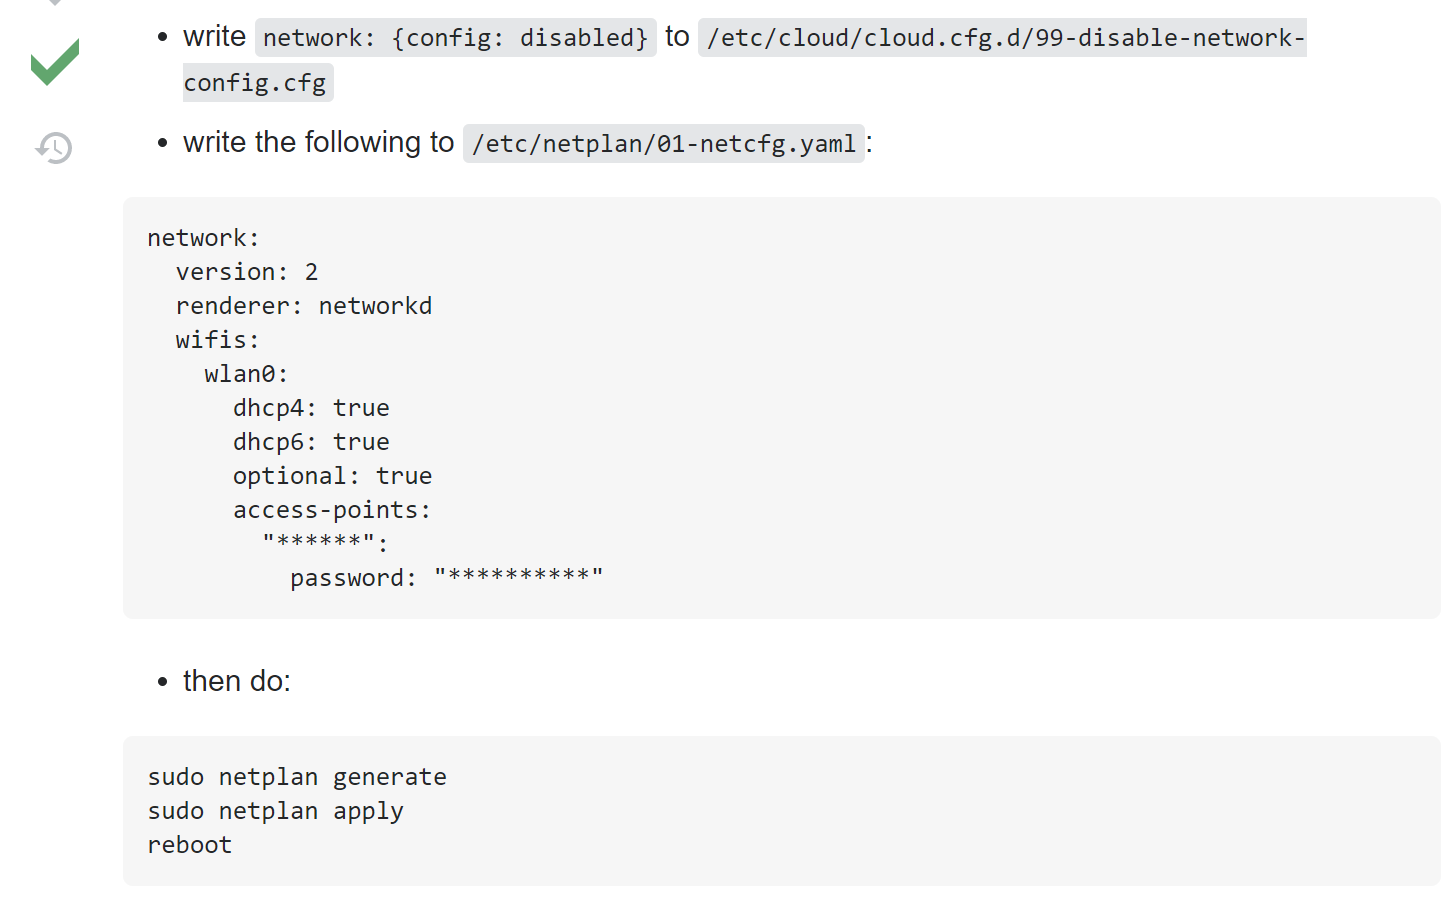 • write network: {config: disabled} to /etc/cloud/cloud.cfg.d/99-disable-network-
config.cfg
• write the following to /etc/netplan/01-netcfg.yaml:
network:
  version: 2
  renderer: networkd
  wifis:
    wlan0:
      dhcp4: true
      dhcp6: true
      optional: true
      access-points:
        "******":
          password: "**********"
• then do:
sudo netplan generate
sudo netplan apply
reboot